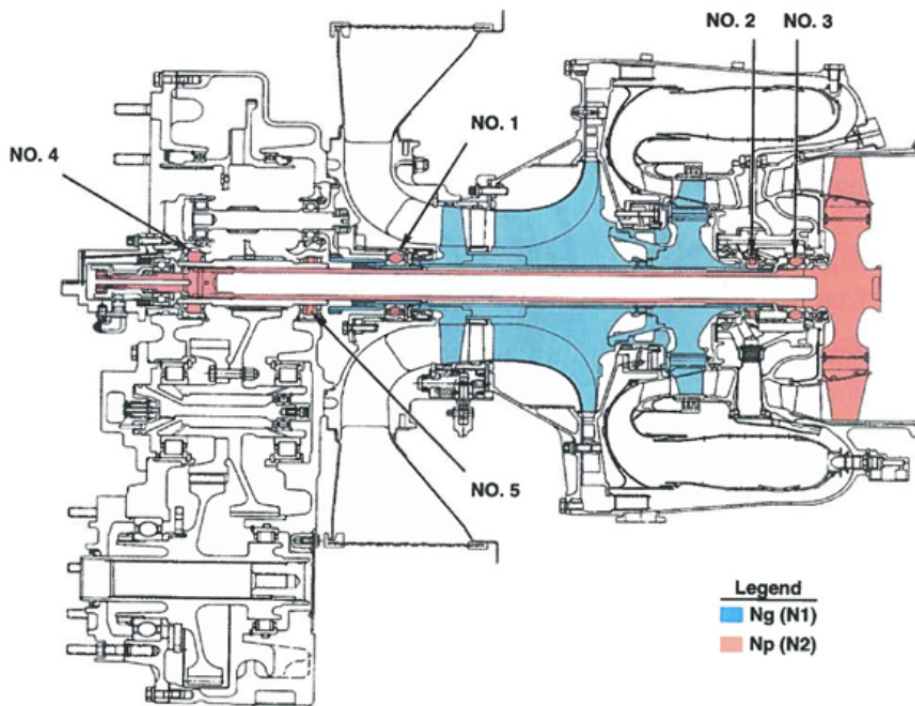 NO. 2
NO. 3
NO. 1
NO. 4
NO. 5
Legend
Ng (N1)
Np (N2)